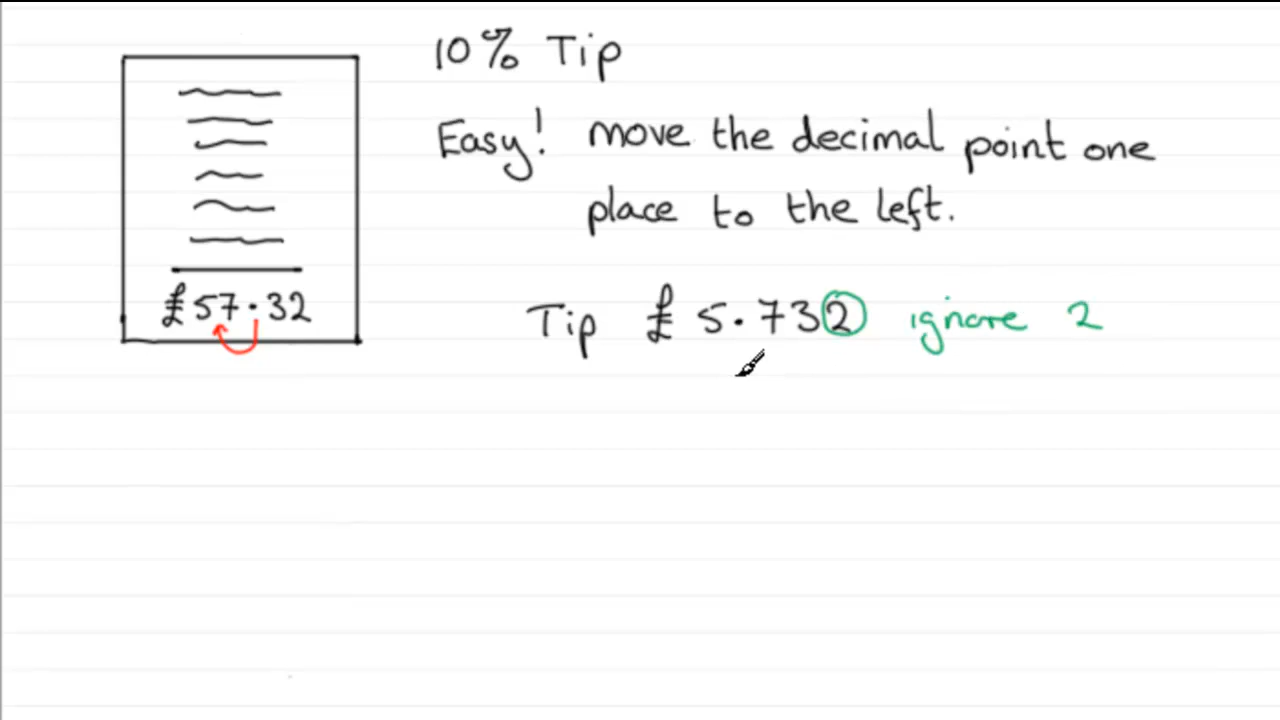 10% Tip
Easy! move the decimal point one
place to the left.
£57.32
Tip £ 5.732 ignore 2